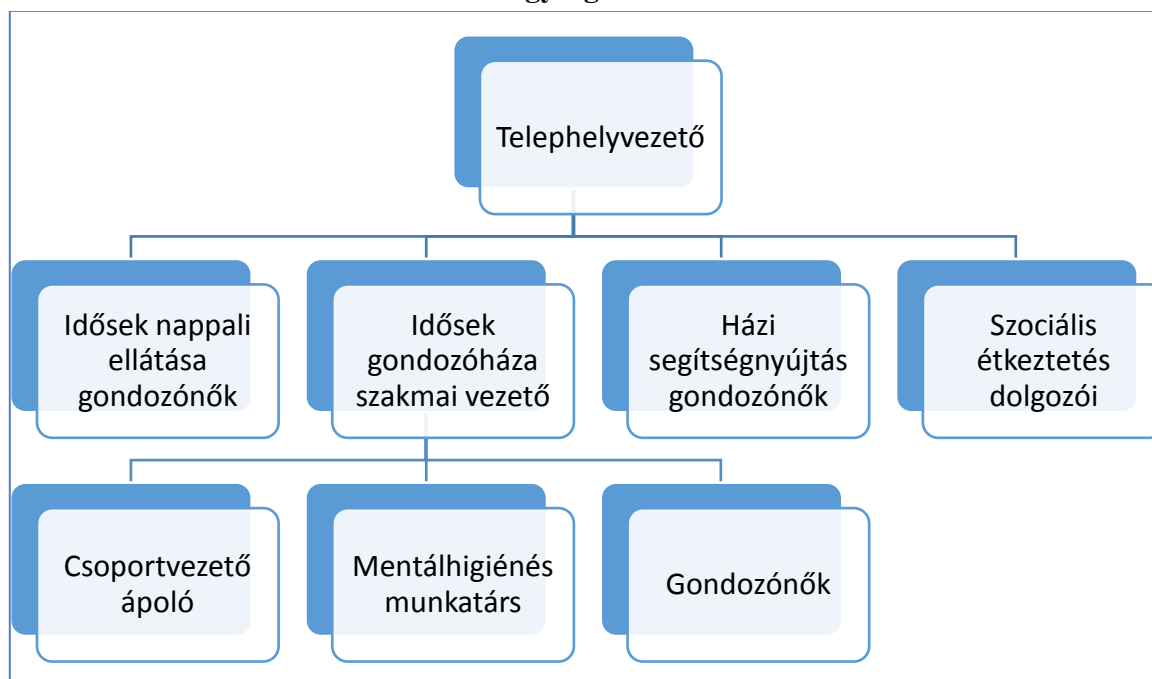 Telephelyvezető
Idősek nappali
ellátása
gondozónők
Idősek
gondozóháza
szakmai vezető
Házi
segítségnyújtás
gondozónők
Szociális
étkeztetés
dolgozói
Csoportvezető
ápoló
Mentálhigiénés
munkatárs
Gondozónők